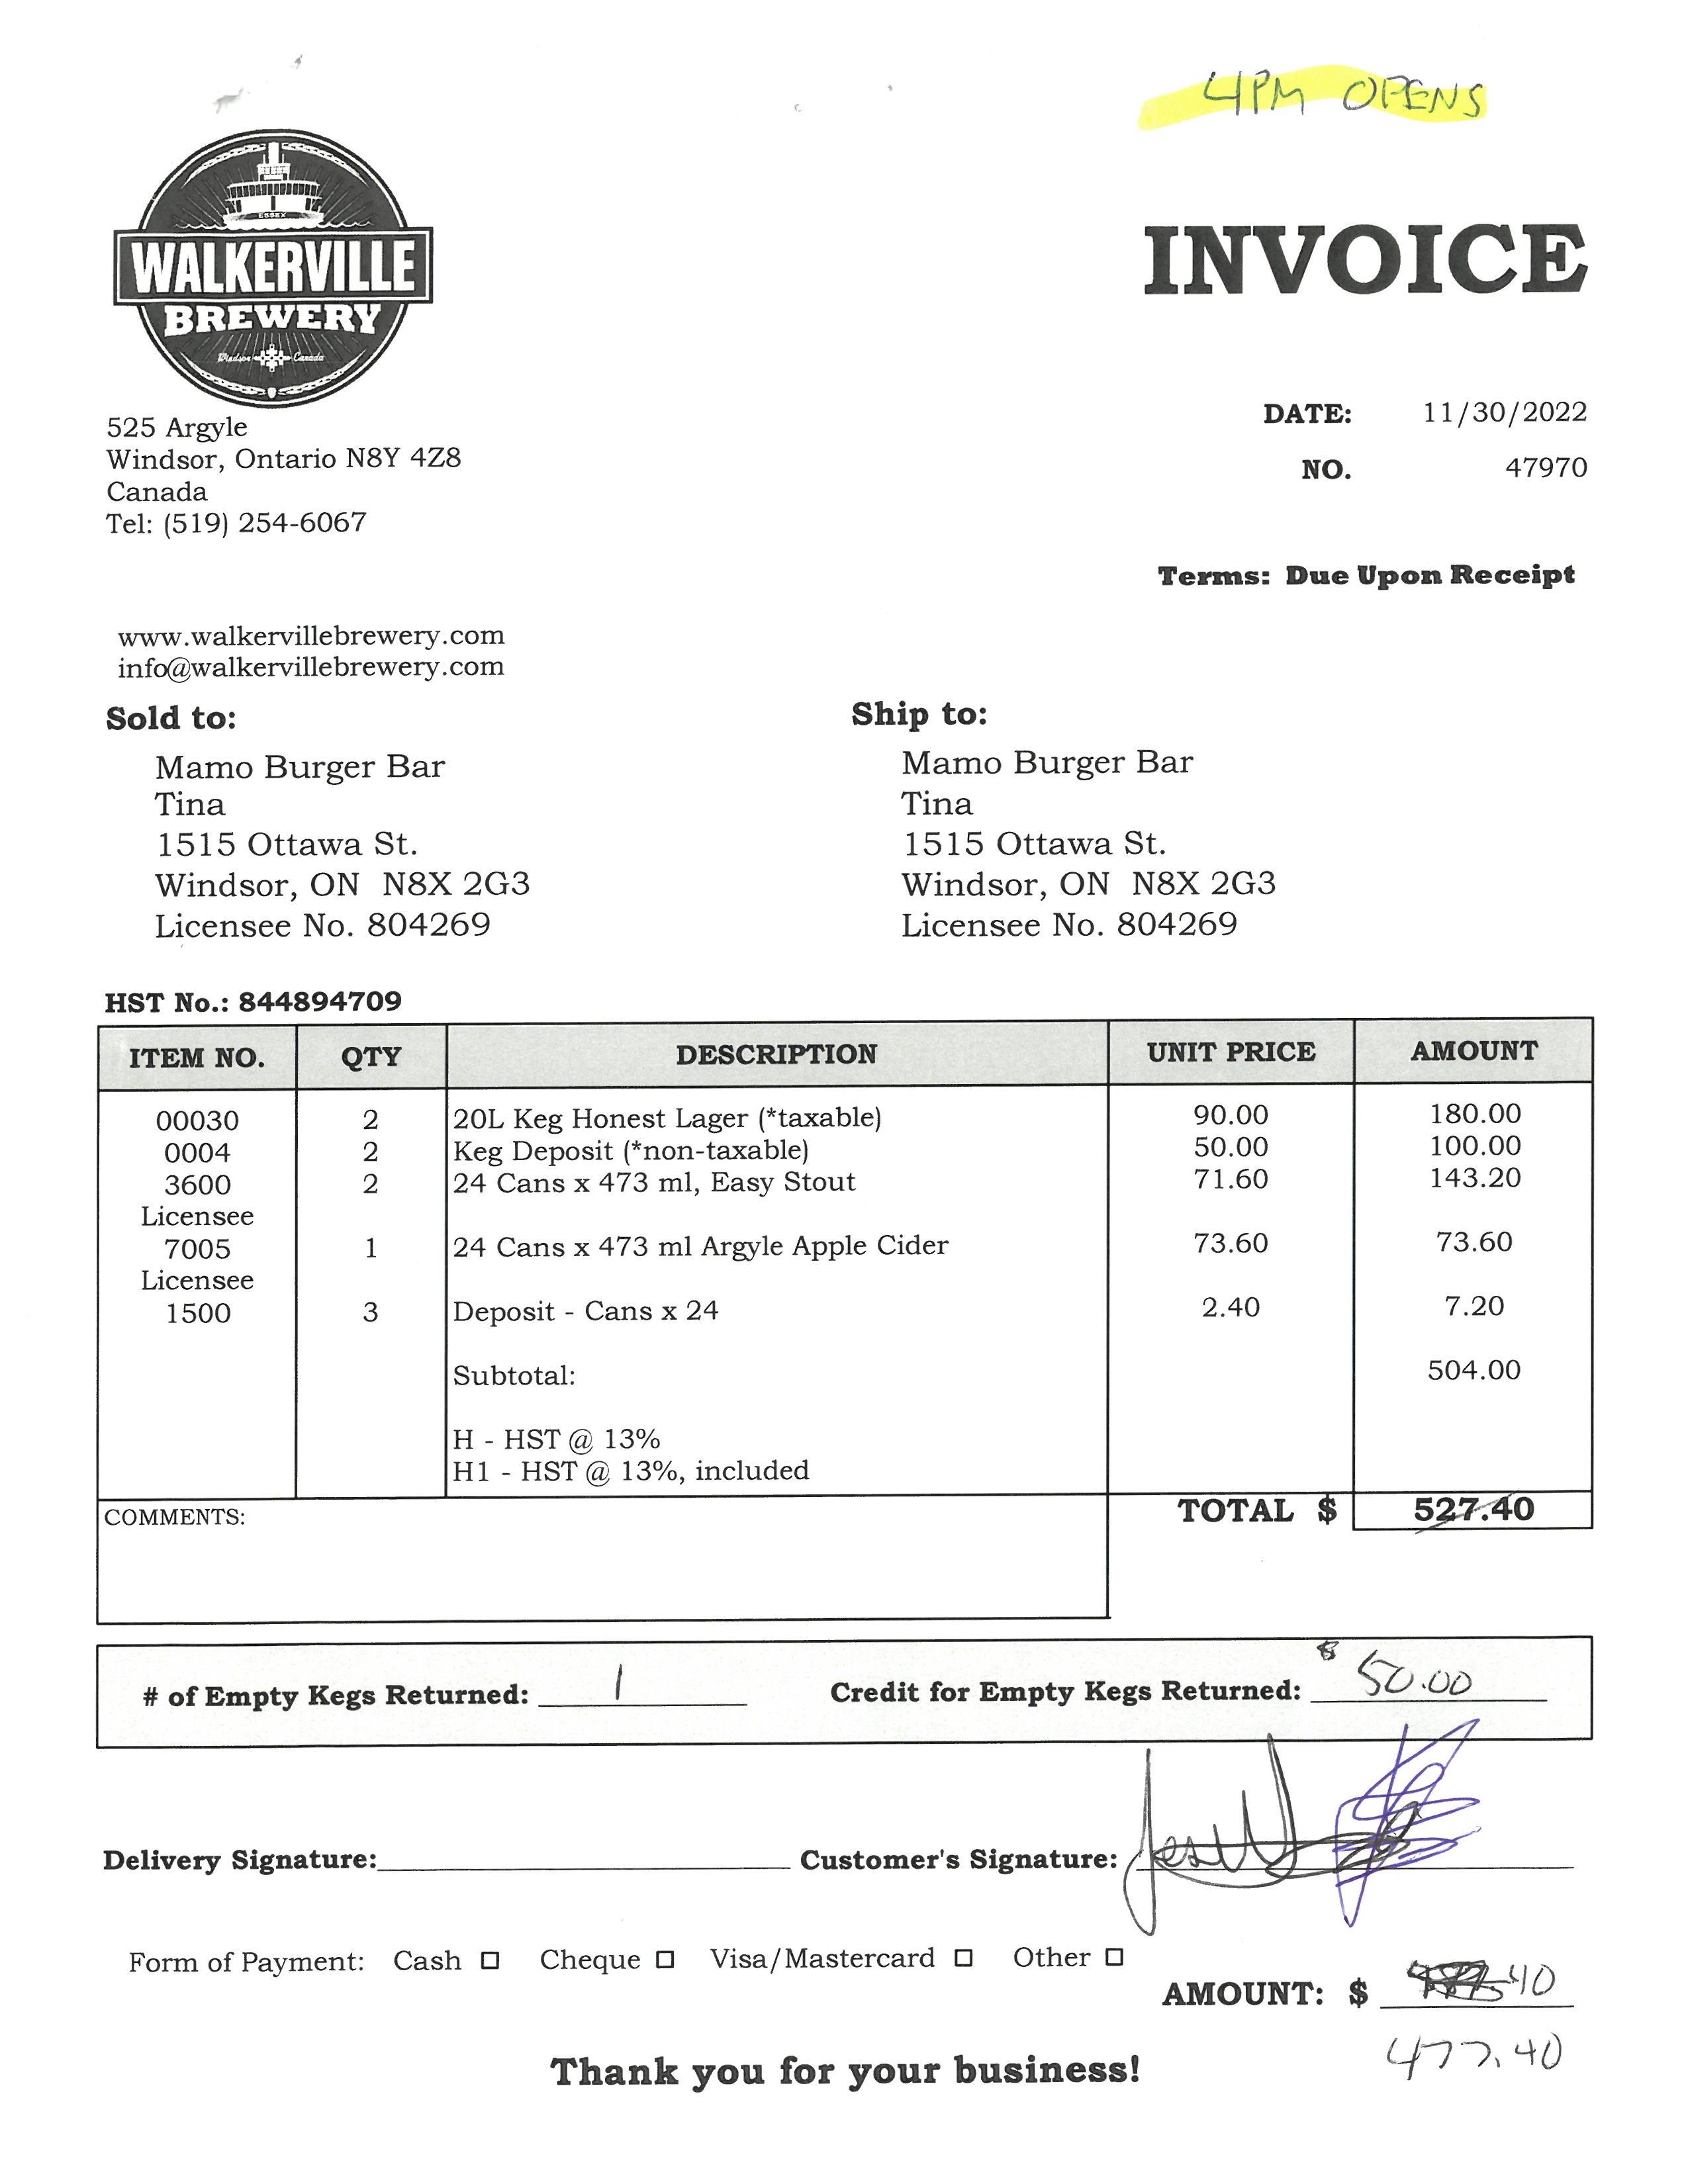 4PM OPENS
ESSEX
WALKERVILLE
BREWERY
Windsor Canada
INVOICE
525 Argyle
Windsor, Ontario N8Y 4Z8
Canada
Tel: (519) 254-6067
DATE: 11/30/2022
NO. 47970
Terms: Due Upon Receipt
www.walkervillebrewery.com
info@walkervillebrewery.com
Sold to:
Mamo Burger Bar
Tina
1515 Ottawa St.
Windsor, ON N8X 2G3
Licensee No. 804269
Ship to:
Mamo Burger Bar
Tina
1515 Ottawa St.
Windsor, ON N8X 2G3
Licensee No. 804269
HST No.: 844894709
ITEM NO. QTY DESCRIPTION UNIT PRICE AMOUNT
00030 2 20L Keg Honest Lager (*taxable) 90.00 180.00
0004 2 Keg Deposit (*non-taxable) 50.00 100.00
3600 2 24 Cans x 473 ml, Easy Stout 71.60 143.20
Licensee
7005 1 24 Cans x 473 ml Argyle Apple Cider 73.60 73.60
Licensee
1500 3 Deposit - Cans x 24 2.40 7.20
Subtotal: 504.00
H - HST @ 13%
H1 - HST @ 13%, included
TOTAL $ 527.40
COMMENTS:
# of Empty Kegs Returned: 1 Credit for Empty Kegs Returned: $ 50.00
Delivery Signature: Customer's Signature:
Form of Payment: Cash Cheque Visa/Mastercard Other
AMOUNT: $ 40
477.40
Thank you for your business!